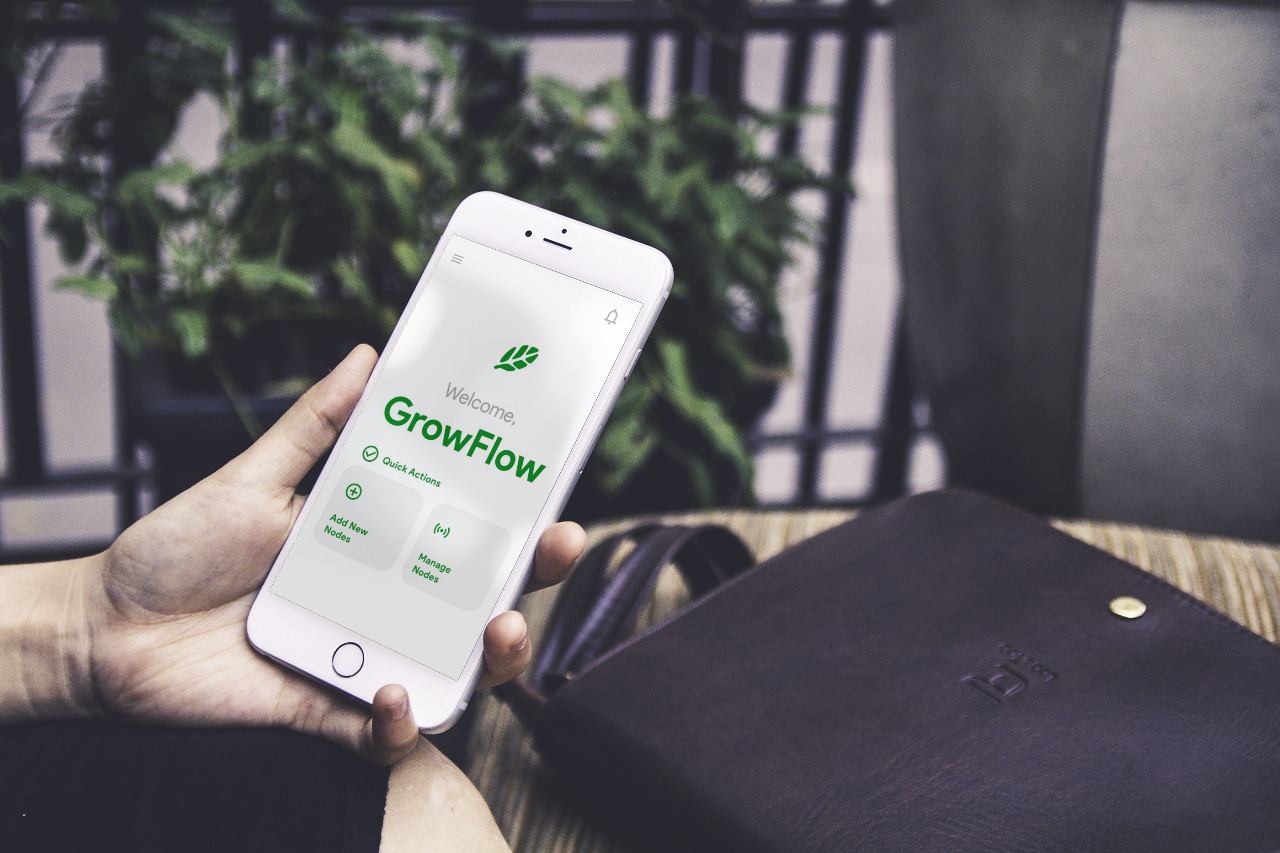 Welcome,
GrowFlow
Quick Actions
Add New
Nodes
Manage
Nodes